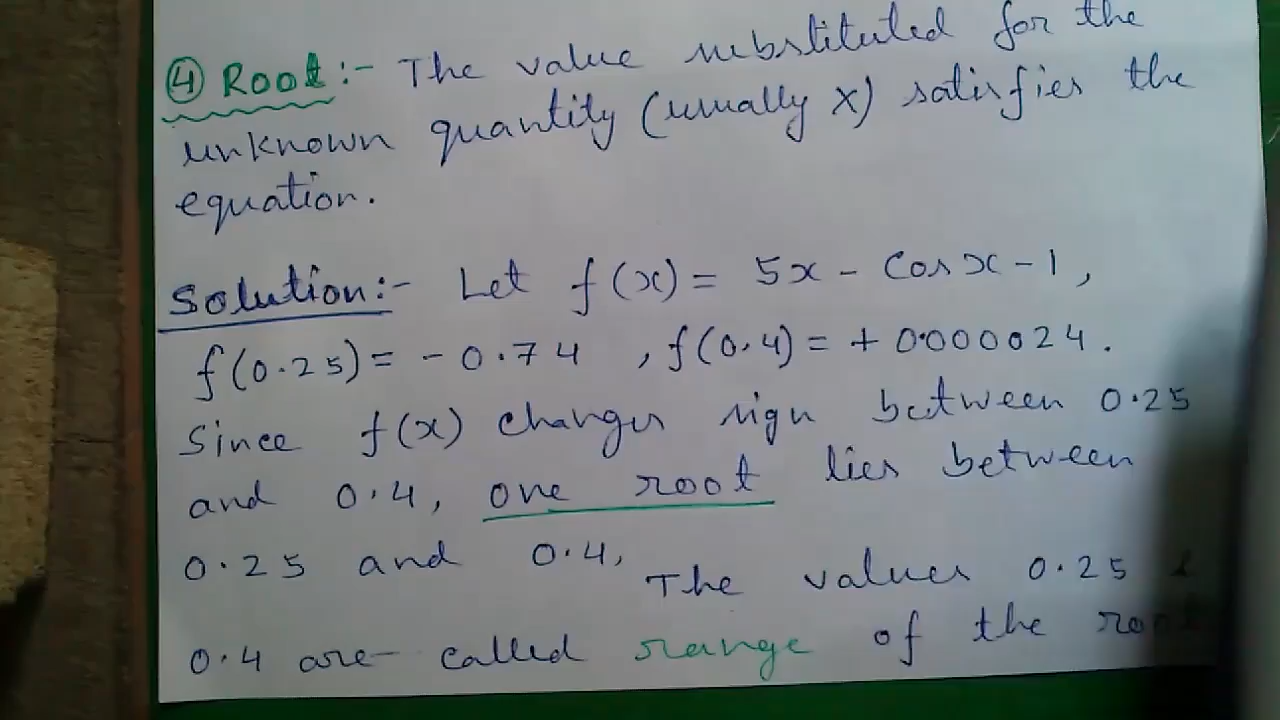 ④ Root:- The value substituted for the
unknown quantity (usually x) satisfies the
equation.
Solution:- Let f(x) = 5x - cos x - 1,
f(0.25) = - 0.74 , f(0.4) = + 0.000024.
Since f(x) changes sign between 0.25
and 0.4, one root lies between
0.25 and 0.4, The values 0.25 &
0.4 are called range of the root